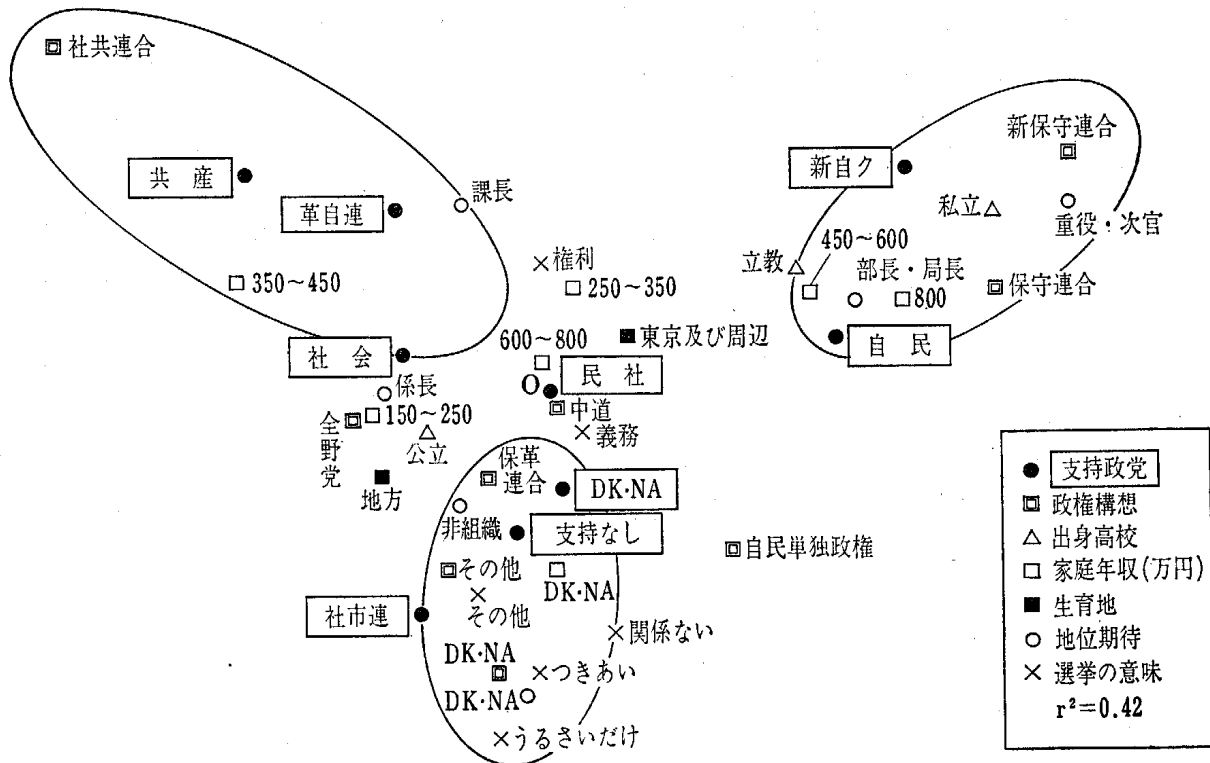 社共連合
共 産
革自連
課長
350〜450
社 会
×権利
250〜350
600〜800
東京及び周辺
O
民 社
中道
×義務
新保守連合
新自ク
私立
重役・次官
450〜600
立教
部長・局長
800
保守連合
自 民
係長
全野党
150〜250
公立
地方
保革
連合
DK・NA
非組織
支持なし
その他
DK・NA
×
その他
社市連
自民単独政権
×関係ない
DK・NA
×つきあい
DK・NA
×うるさいだけ
● 支持政党
政権構想
△ 出身高校
□ 家庭年収(万円)
■ 生育地
○ 地位期待
× 選挙の意味
r²=0.42